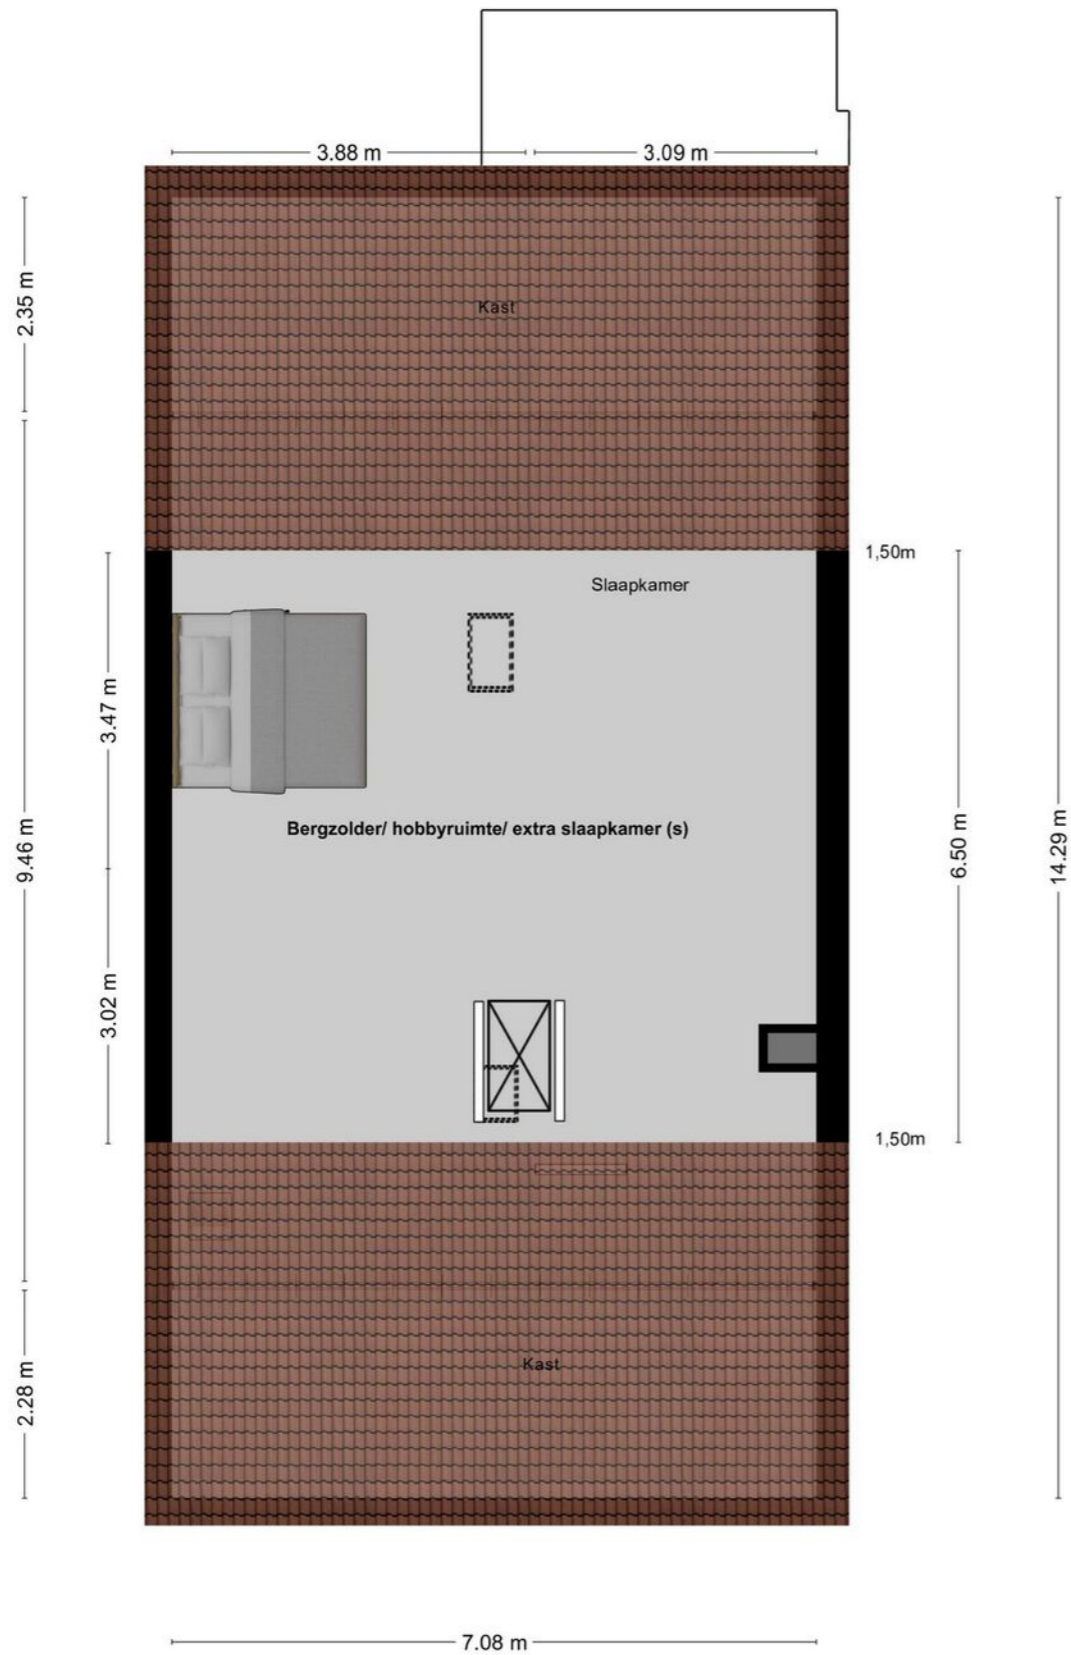 3.88 m
3.09 m
2.35 m
Kast
1,50m
Slaapkamer
3.47 m
Bergzolder/ hobbyruimte/ extra slaapkamer (s)
9.46 m
6.50 m
14.29 m
3.02 m
1,50m
Kast
2.28 m
7.08 m